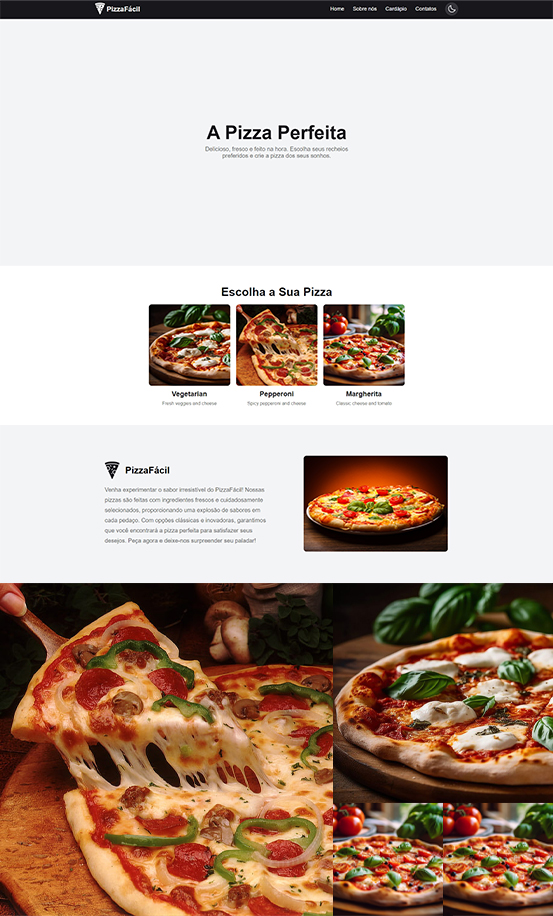 PizzaFácil
Home Sobre nós Cardápio Contatos
A Pizza Perfeita
Delicioso, fresco e feito na hora. Escolha seus recheios
preferidos e crie a pizza dos seus sonhos.
Escolha a Sua Pizza
Vegetarian
Fresh veggies and cheese
Pepperoni
Spicy pepperoni and cheese
Margherita
Classic cheese and tomato
PizzaFácil
Venha experimentar o sabor irresistível do PizzaFácil! Nossas
pizzas são feitas com ingredientes frescos e cuidadosamente
selecionados, proporcionando uma explosão de sabores em
cada pedaço. Com opções clássicas e inovadoras, garantimos
que você encontrará a pizza perfeita para satisfazer seus
desejos. Peça agora e deixe-nos surpreender seu paladar!